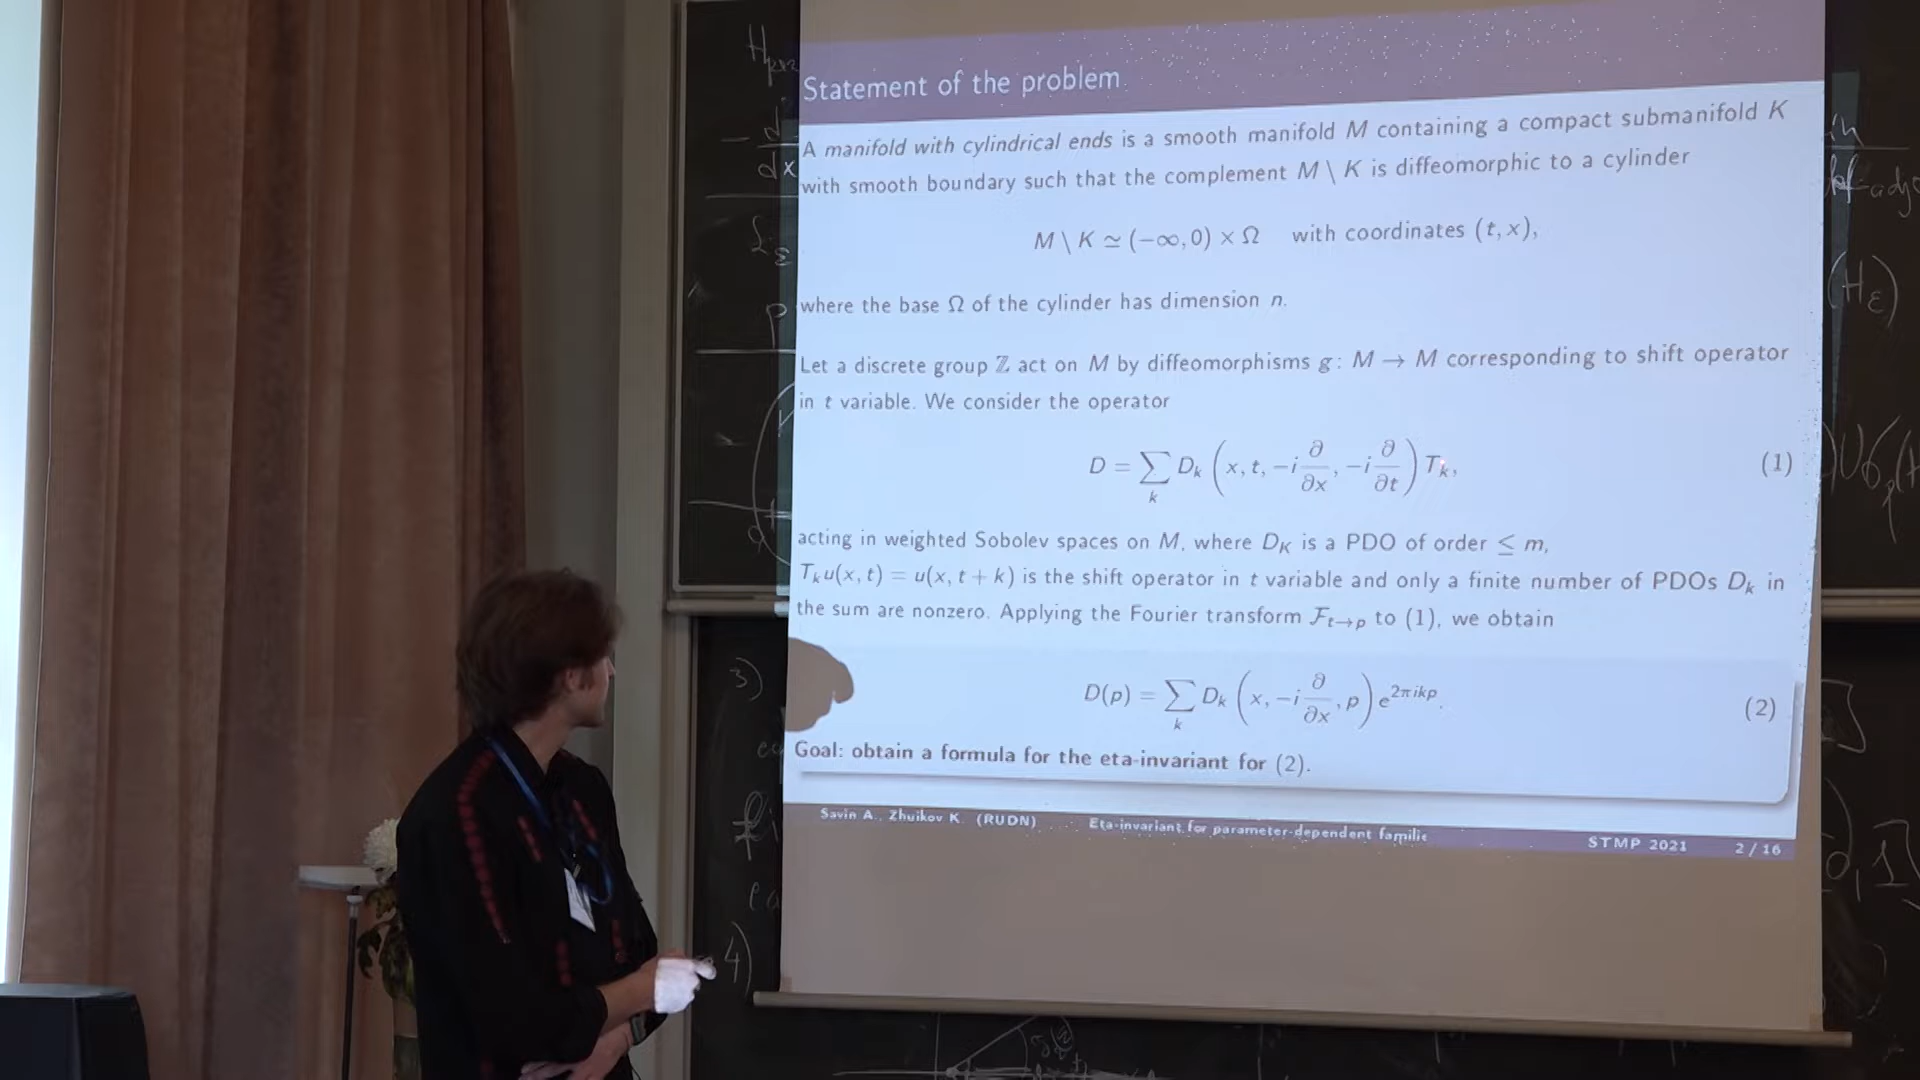 Statement of the problem
A manifold with cylindrical ends is a smooth manifold M containing a compact submanifold K
with smooth boundary such that the complement M \ K is diffeomorphic to a cylinder
M \ K ≃ (−∞, 0) × Ω with coordinates (t, x),
where the base Ω of the cylinder has dimension n.
Let a discrete group ℤ act on M by diffeomorphisms g: M → M corresponding to shift operator
in t variable. We consider the operator
D = ∑_k D_k (x, t, −i ∂/∂x, −i ∂/∂t) T_k, (1)
acting in weighted Sobolev spaces on M, where D_K is a PDO of order ≤ m,
T_k u(x, t) = u(x, t + k) is the shift operator in t variable and only a finite number of PDOs D_k in
the sum are nonzero. Applying the Fourier transform ℱ_{t→p} to (1), we obtain
D(p) = ∑_k D_k (x, −i ∂/∂x, p) e^{2πikp}. (2)
Goal: obtain a formula for the eta-invariant for (2).
Savin A., Zhuikov K. (RUDN) Eta-invariant for parameter-dependent familie STMP 2021 2 / 16
3)
4)
(H_ε)